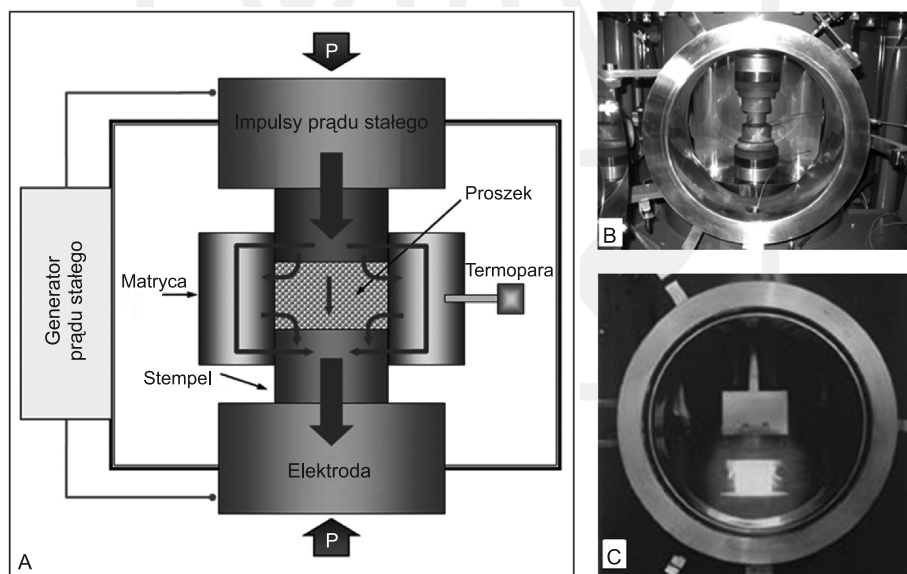 P
Impulsy prądu stałego
Proszek
Generator
prądu stałego
Matryca
Termopara
Stempel
Elektroda
P
A
B
C